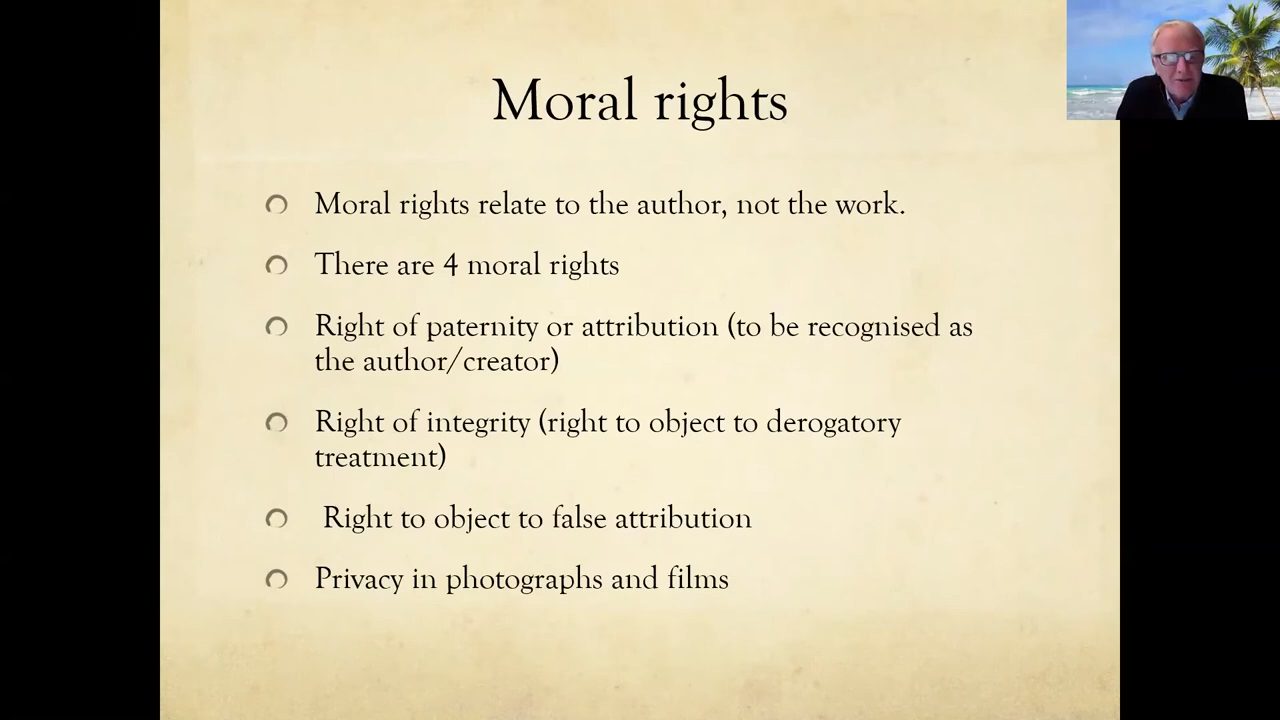 Moral rights
Moral rights relate to the author, not the work.
There are 4 moral rights
Right of paternity or attribution (to be recognised as
the author/creator)
Right of integrity (right to object to derogatory
treatment)
Right to object to false attribution
Privacy in photographs and films